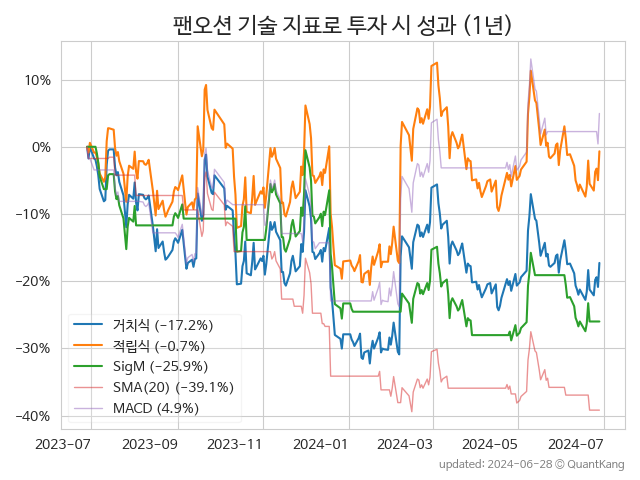 팬오션 기술 지표로 투자 시 성과 (1년)
10%
0%
−10%
−20%
−30%
−40%
거치식 (−17.2%)
적립식 (−0.7%)
SigM (−25.9%)
SMA(20) (−39.1%)
MACD (4.9%)
2023-07 2023-09 2023-11 2024-01 2024-03 2024-05 2024-07
updated: 2024-06-28 ⓒ QuantKang